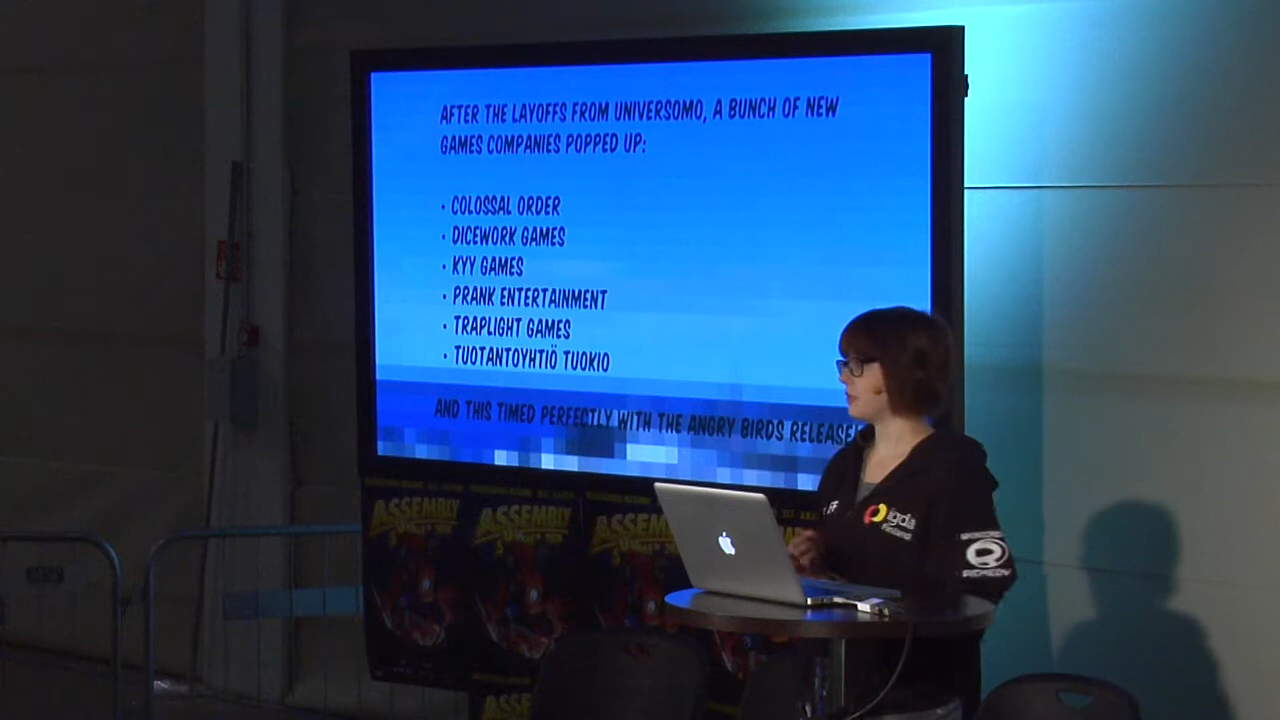 AFTER THE LAYOFFS FROM UNIVERSOMO, A BUNCH OF NEW
GAMES COMPANIES POPPED UP:
· COLOSSAL ORDER
· DICEWORK GAMES
· KYY GAMES
· PRANK ENTERTAINMENT
· TRAPLIGHT GAMES
· TUOTANTOYHTIÖ TUOKIO
AND THIS TIMED PERFECTLY WITH THE ANGRY BIRDS RELEASE!
ASSEMBLY
ASSEMBLY
igda
Finland
REMEDY